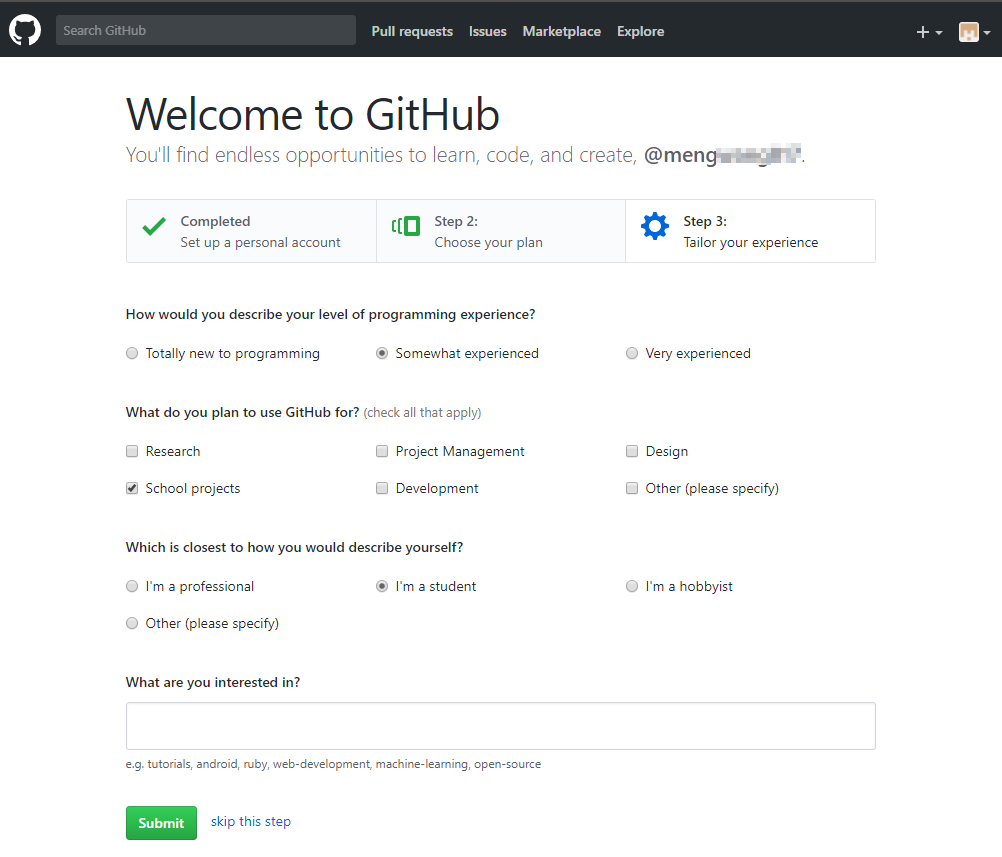 Search GitHub Pull requests Issues Marketplace Explore
Welcome to GitHub
You'll find endless opportunities to learn, code, and create,
Completed
Set up a personal account
Step 2:
Choose your plan
Step 3:
Tailor your experience
How would you describe your level of programming experience?
Totally new to programming Somewhat experienced Very experienced
What do you plan to use GitHub for? (check all that apply)
Research Project Management Design
School projects Development Other (please specify)
Which is closest to how you would describe yourself?
I'm a professional I'm a student I'm a hobbyist
Other (please specify)
What are you interested in?
e.g. tutorials, android, ruby, web-development, machine-learning, open-source
Submit skip this step